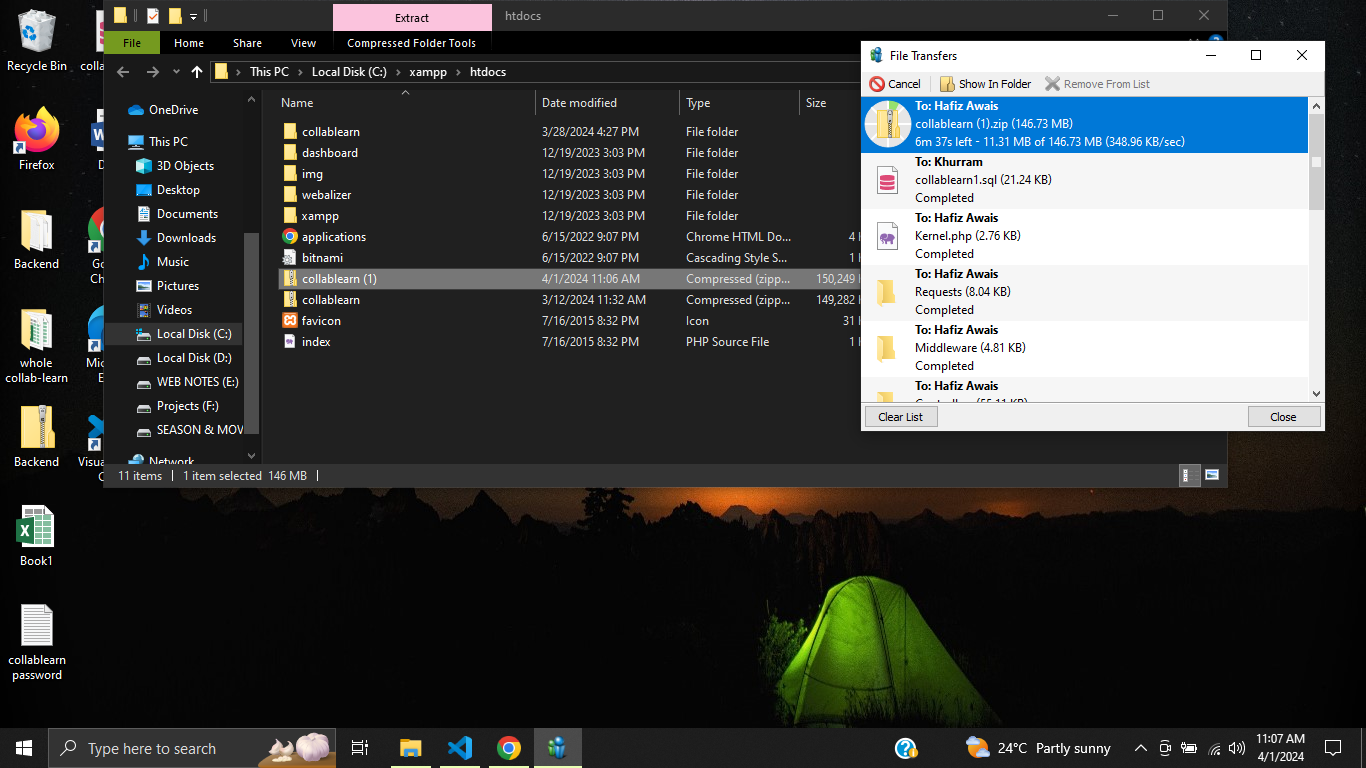 Extract
htdocs
File
Home
Share
View
Compressed Folder Tools
This PC
Local Disk (C:)
xampp
htdocs
OneDrive
This PC
3D Objects
Desktop
Documents
Downloads
Music
Pictures
Videos
Local Disk (C:)
Local Disk (D:)
WEB NOTES (E:)
Projects (F:)
SEASON & MOV
Network
Name Date modified Type Size
collablearn 3/28/2024 4:27 PM File folder
dashboard 12/19/2023 3:03 PM File folder
img 12/19/2023 3:03 PM File folder
webalizer 12/19/2023 3:03 PM File folder
xampp 12/19/2023 3:03 PM File folder
applications 6/15/2022 9:07 PM Chrome HTML Do... 4
bitnami 6/15/2022 9:07 PM Cascading Style S... 1
collablearn (1) 4/1/2024 11:06 AM Compressed (zipp... 150,249
collablearn 3/12/2024 11:32 AM Compressed (zipp... 149,282
favicon 7/16/2015 8:32 PM Icon 31
index 7/16/2015 8:32 PM PHP Source File 1
11 items 1 item selected 146 MB
File Transfers
Cancel Show In Folder Remove From List
To: Hafiz Awais
collablearn (1).zip (146.73 MB)
6m 37s left - 11.31 MB of 146.73 MB (348.96 KB/sec)
To: Khurram
collablearn1.sql (21.24 KB)
Completed
To: Hafiz Awais
Kernel.php (2.76 KB)
Completed
To: Hafiz Awais
Requests (8.04 KB)
Completed
To: Hafiz Awais
Middleware (4.81 KB)
Completed
To: Hafiz Awais
Clear List
Close
Recycle Bin
colla
Firefox
Backend
whole
collab-learn
Backend
Book1
collablearn
password
Type here to search
24°C Partly sunny
11:07 AM
4/1/2024